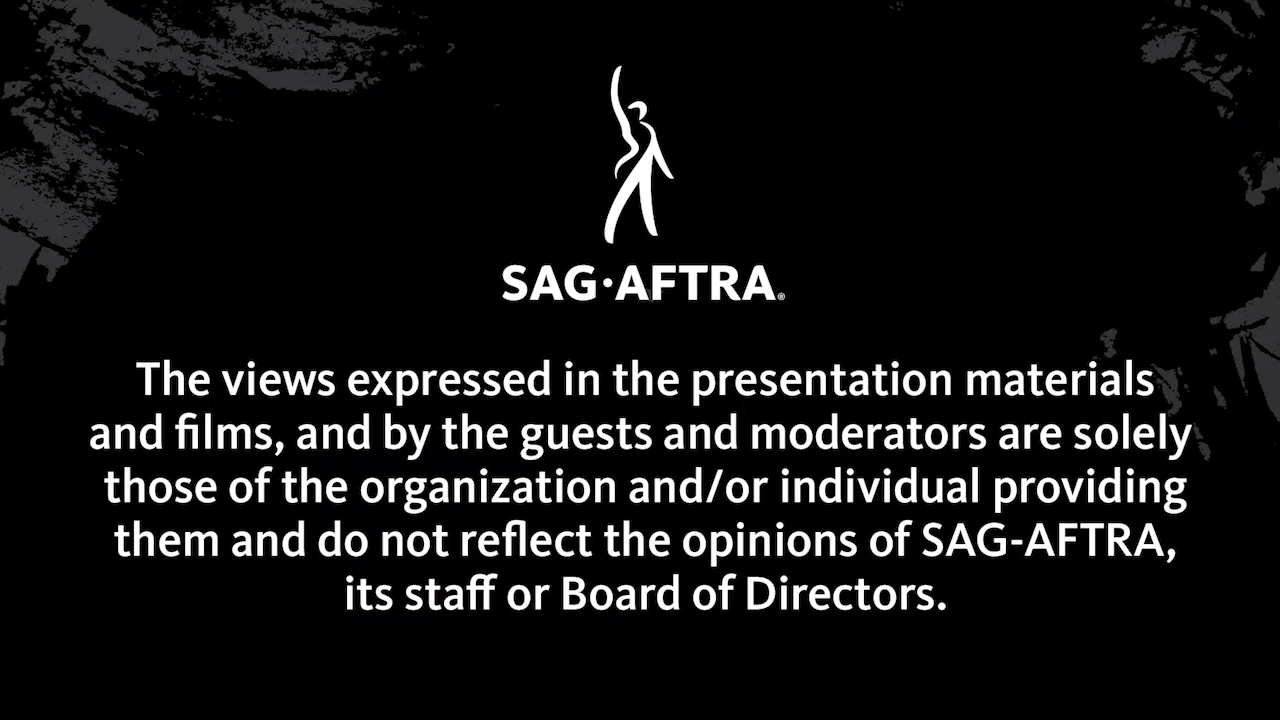 SAG·AFTRA®
The views expressed in the presentation materials
and films, and by the guests and moderators are solely
those of the organization and/or individual providing
them and do not reflect the opinions of SAG-AFTRA,
its staff or Board of Directors.